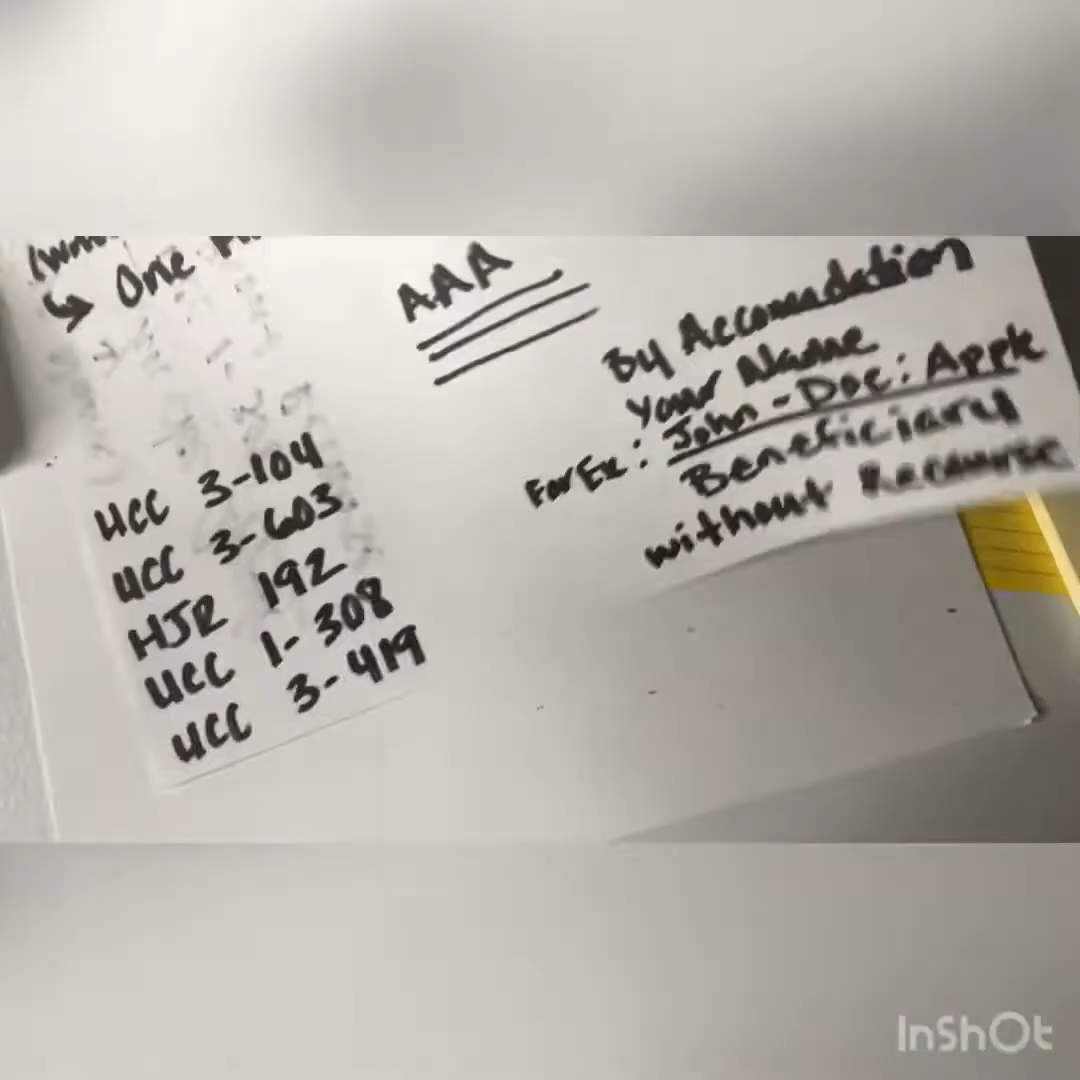 One
AAA
By Accomadation
Your Name
For Ex: John-Doe: Apple
Beneficiary
without Recourse
UCC 3-104
UCC 3-603
HJR 192
UCC 1-308
UCC 3-419
InShOt